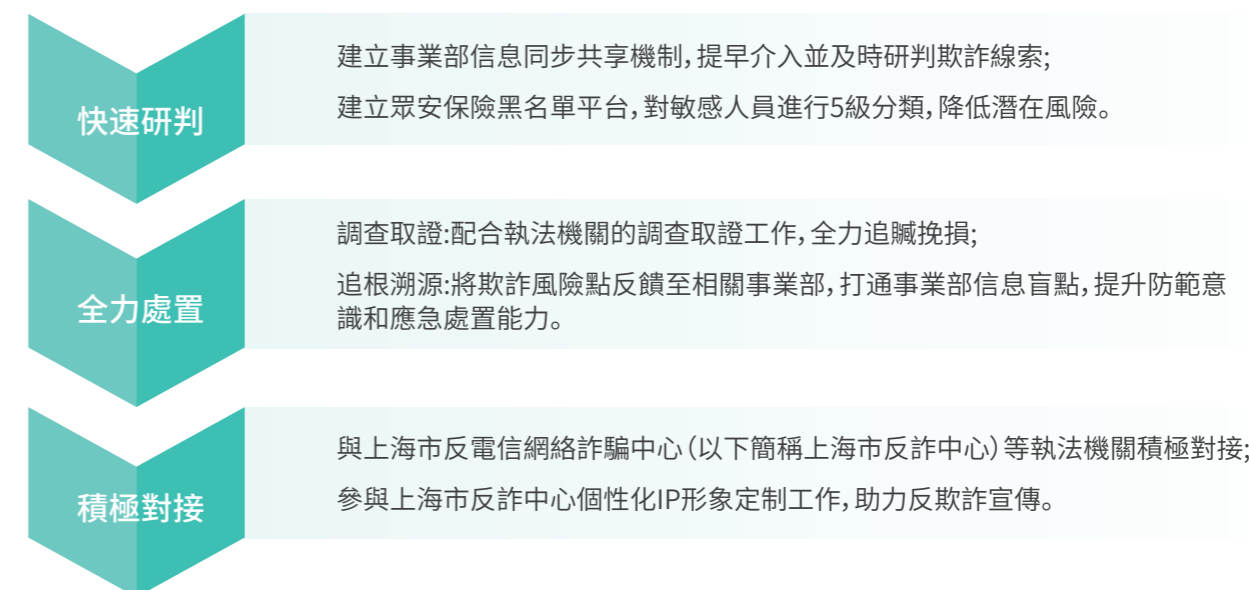 快速研判
建立事業部信息同步共享機制,提早介入並及時研判欺詐線索;
建立眾安保險黑名單平台,對敏感人員進行5級分類,降低潛在風險。
全力處置
調查取證:配合執法機關的調查取證工作,全力追贓挽損;
追根溯源:將欺詐風險點反饋至相關事業部,打通事業部信息盲點,提升防範意
識和應急處置能力。
積極對接
與上海市反電信網絡詐騙中心(以下簡稱上海市反詐中心)等執法機關積極對接;
參與上海市反詐中心個性化IP形象定制工作,助力反欺詐宣傳。